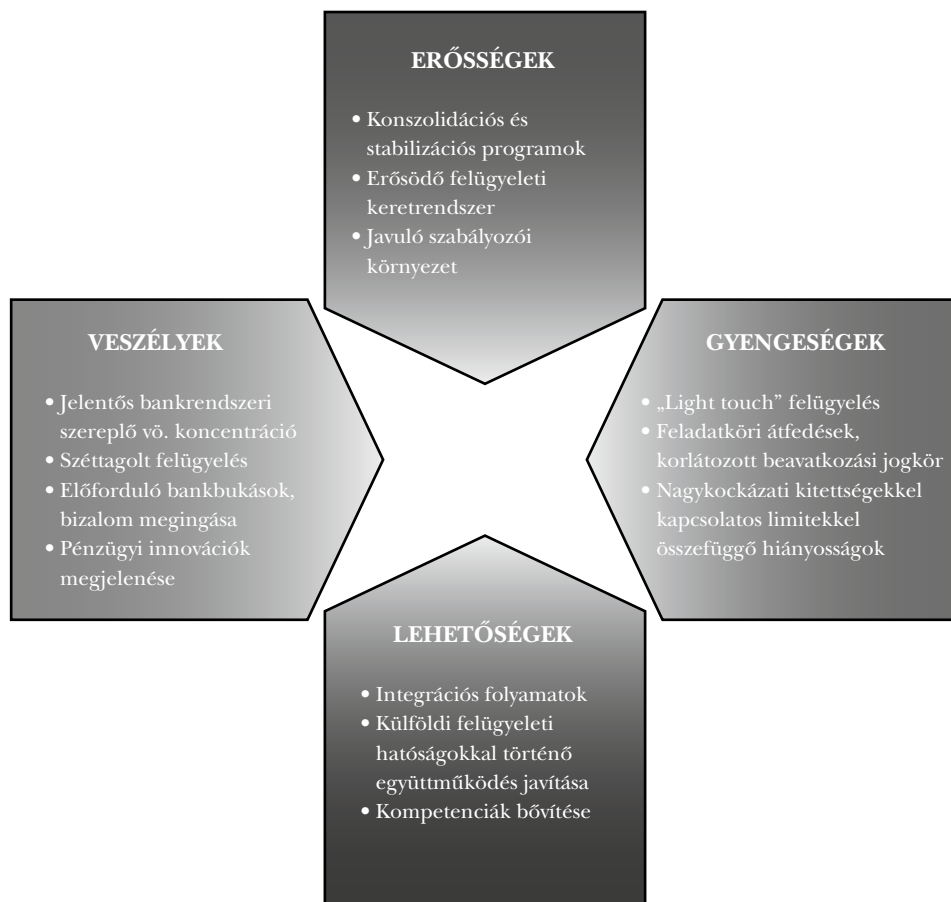 ERŐSSÉGEK
• Konszolidációs és
stabilizációs programok
• Erősödő felügyeleti
keretrendszer
• Javuló szabályozói
környezet
VESZÉLYEK
• Jelentős bankrendszeri
szereplő vö. koncentráció
• Széttagolt felügyelés
• Előforduló bankbukások,
bizalom megingása
• Pénzügyi innovációk
megjelenése
GYENGESÉGEK
• „Light touch” felügyelés
• Feladatköri átfedések,
korlátozott beavatkozási jogkör
• Nagykockázati kitettségekkel
kapcsolatos limitekkel
összefüggő hiányosságok
LEHETŐSÉGEK
• Integrációs folyamatok
• Külföldi felügyeleti
hatóságokkal történő
együttműködés javítása
• Kompetenciák bővítése